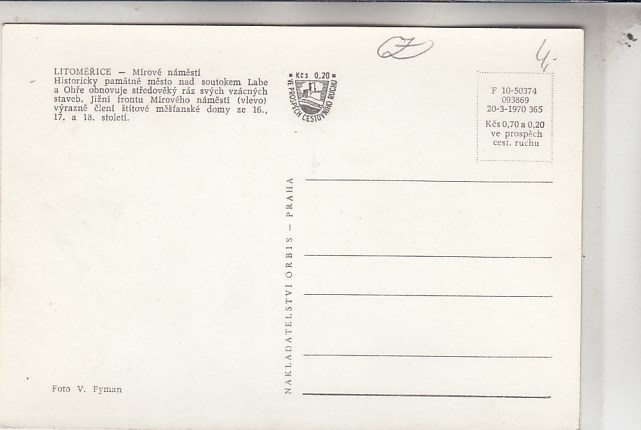 LITOMĚŘICE – Mírové náměstí
Historicky památné město nad soutokem Labe
a Ohře obnovuje středověký ráz svých vzácných
staveb. Jižní frontu Mírového náměstí (vlevo)
výrazně člení štítové měšťanské domy ze 16.,
17. a 18. století.
Kčs 0,20
VE PROSPĚCH CESTOVNÍHO RUCHU
F 10-50374
093869
20-3-1970 365
Kčs 0,70 a 0,20
ve prospěch
cest. ruchu
NAKLADATELSTVÍ ORBIS – PRAHA
Foto V. Fyman